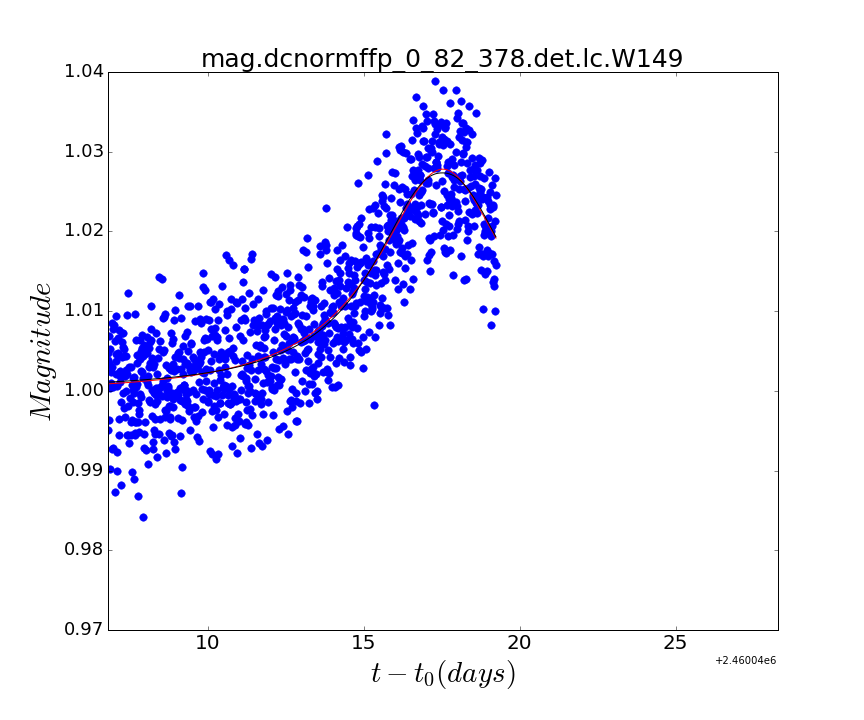 mag.dcnormffp_0_82_378.det.lc.W149
1.04
1.03
1.02
1.01
1.00
0.99
0.98
0.97
Magnitude
10 15 20 25
+2.46004e6
t − t₀(days)